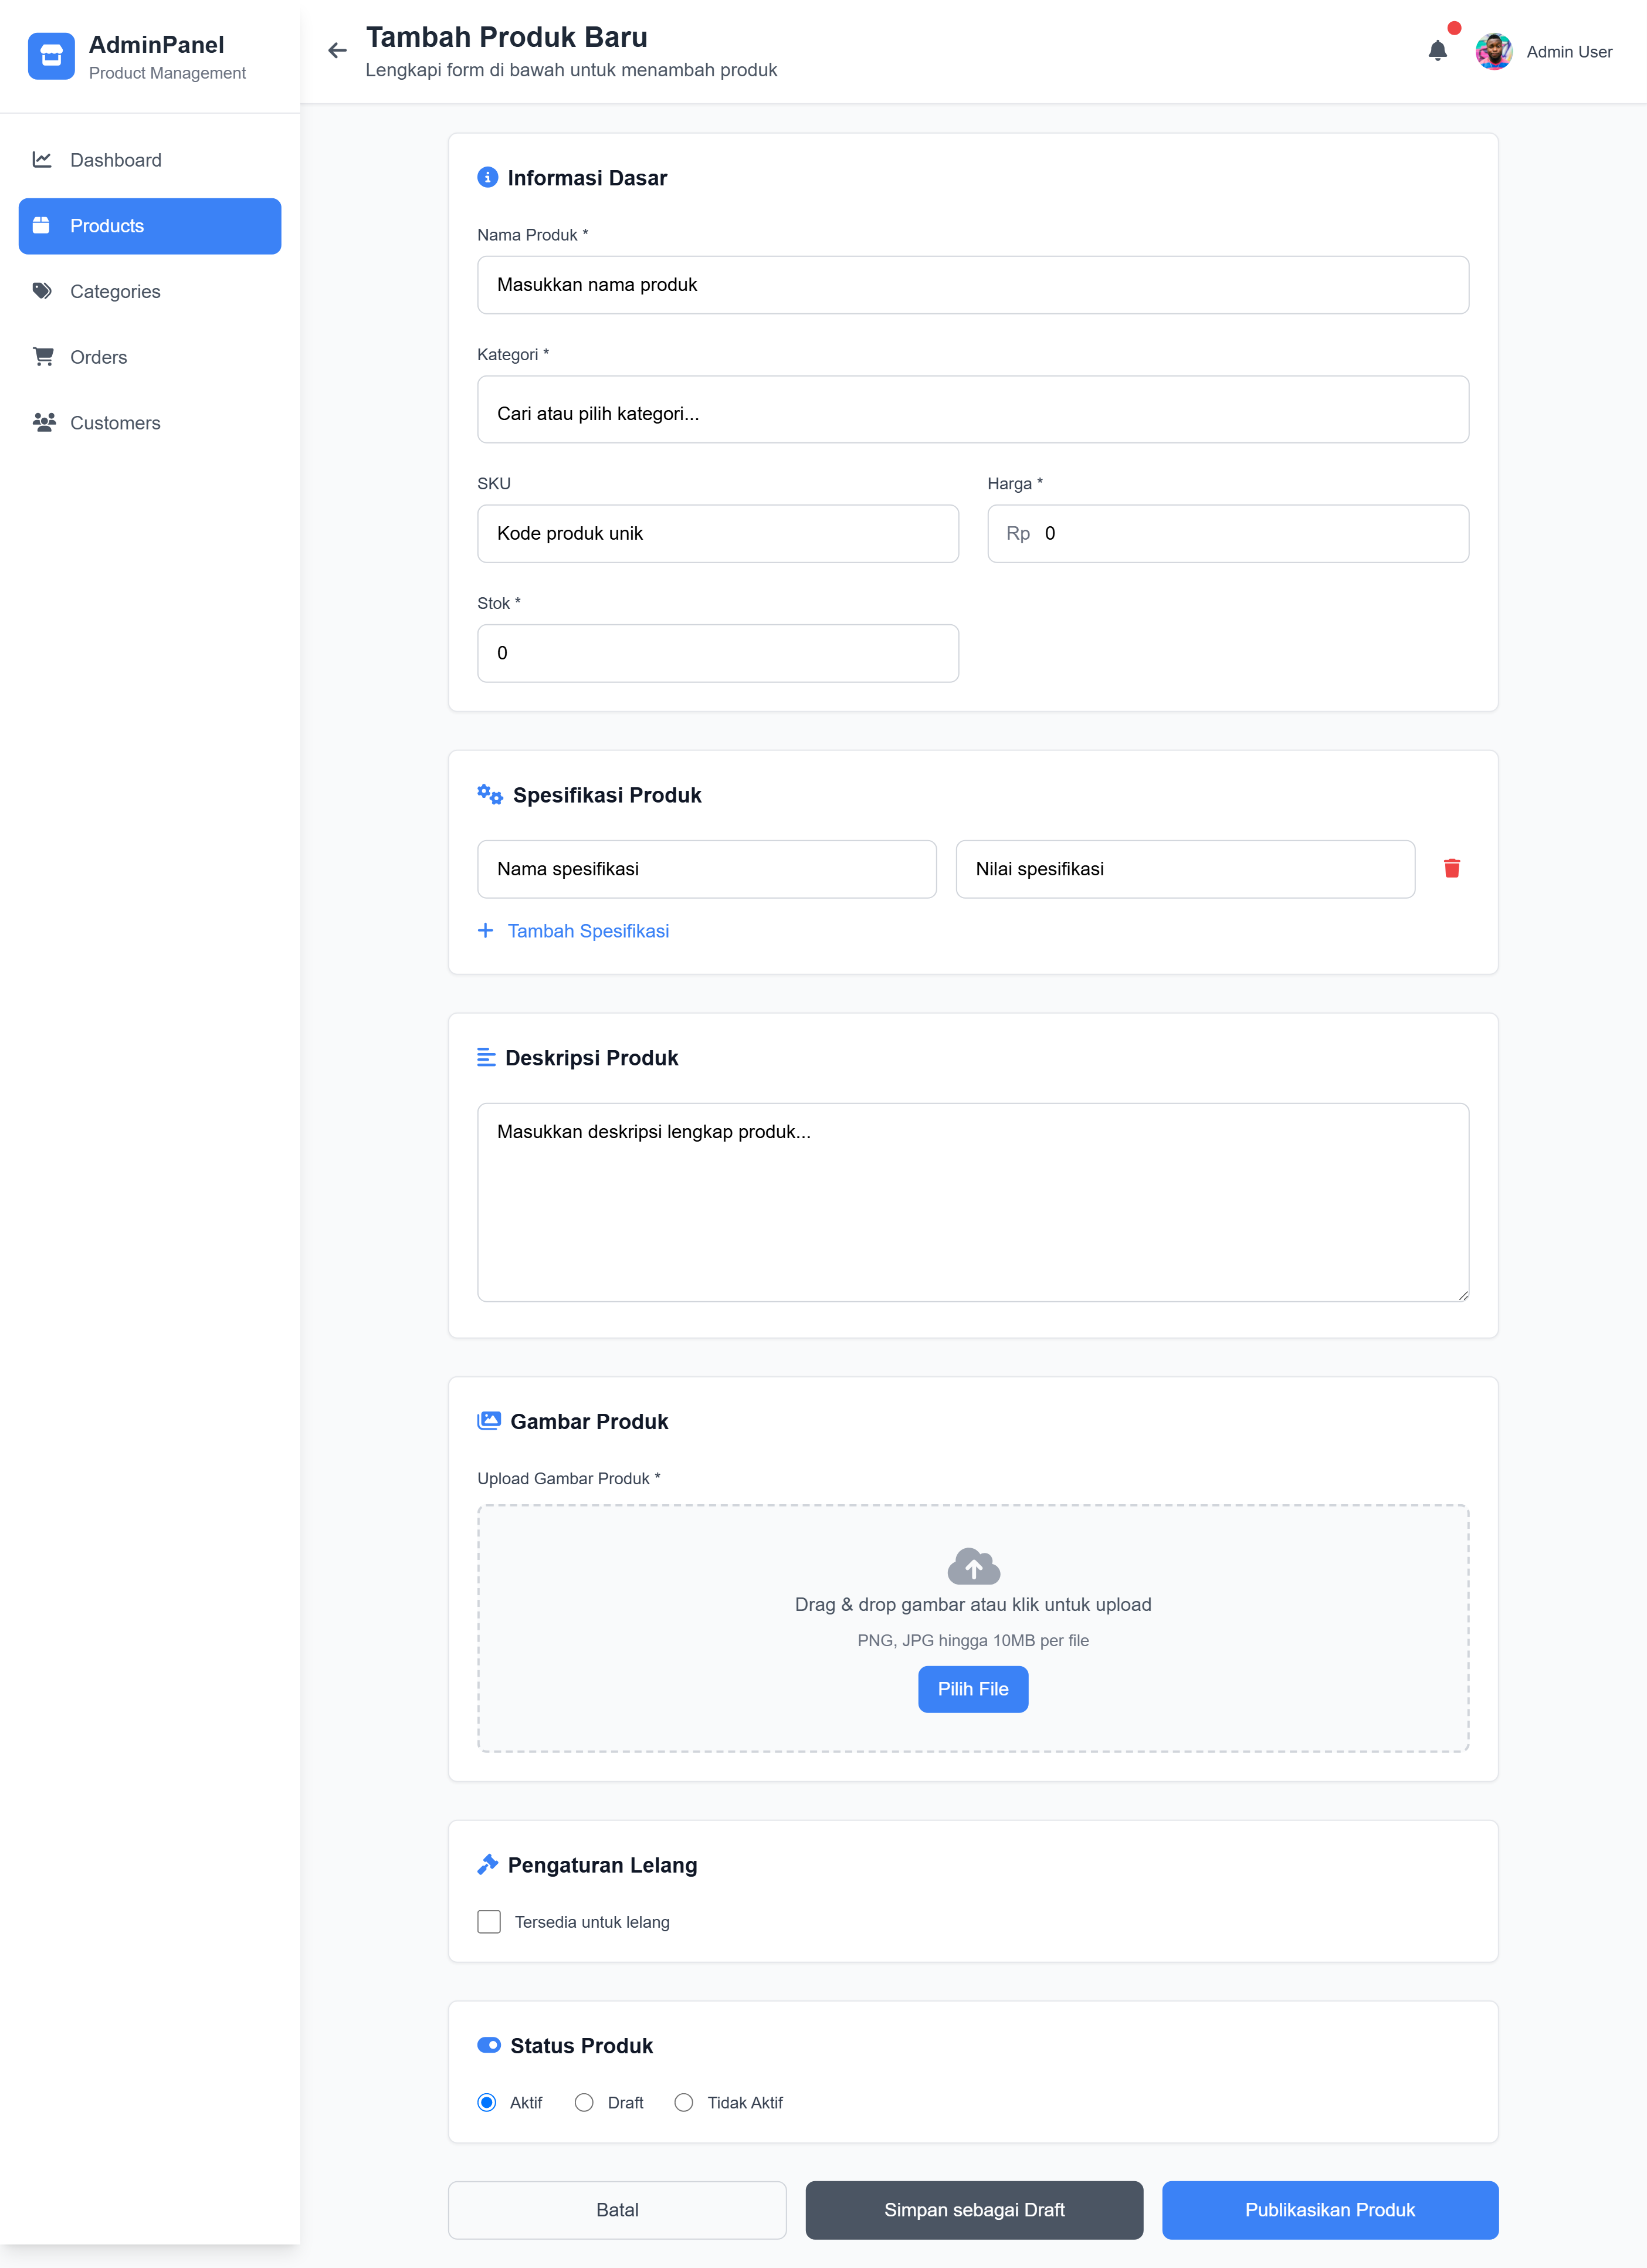 AdminPanel
Product Management
Dashboard
Products
Categories
Orders
Customers
Tambah Produk Baru
Lengkapi form di bawah untuk menambah produk
Admin User
Informasi Dasar
Nama Produk *
Masukkan nama produk
Kategori *
Cari atau pilih kategori...
SKU
Kode produk unik
Harga *
Rp 0
Stok *
0
Spesifikasi Produk
Nama spesifikasi
Nilai spesifikasi
Tambah Spesifikasi
Deskripsi Produk
Masukkan deskripsi lengkap produk...
Gambar Produk
Upload Gambar Produk *
Drag & drop gambar atau klik untuk upload
PNG, JPG hingga 10MB per file
Pilih File
Pengaturan Lelang
Tersedia untuk lelang
Status Produk
Aktif
Draft
Tidak Aktif
Batal
Simpan sebagai Draft
Publikasikan Produk